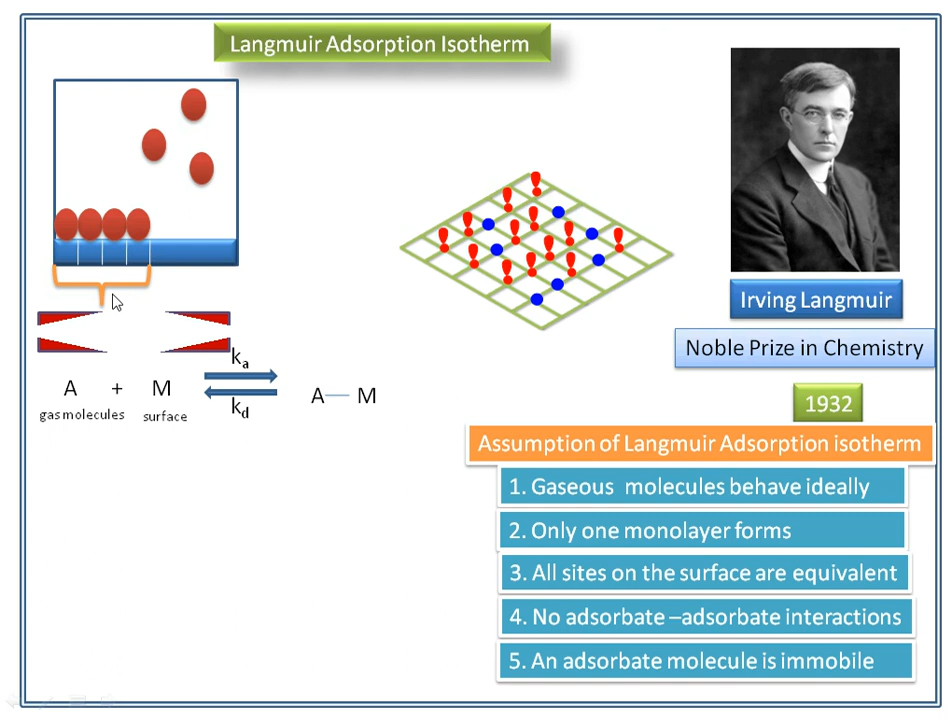 Langmuir Adsorption Isotherm
Irving Langmuir
Noble Prize in Chemistry
1932
A + M ka kd A — M
gas molecules surface
Assumption of Langmuir Adsorption isotherm
1. Gaseous molecules behave ideally
2. Only one monolayer forms
3. All sites on the surface are equivalent
4. No adsorbate –adsorbate interactions
5. An adsorbate molecule is immobile